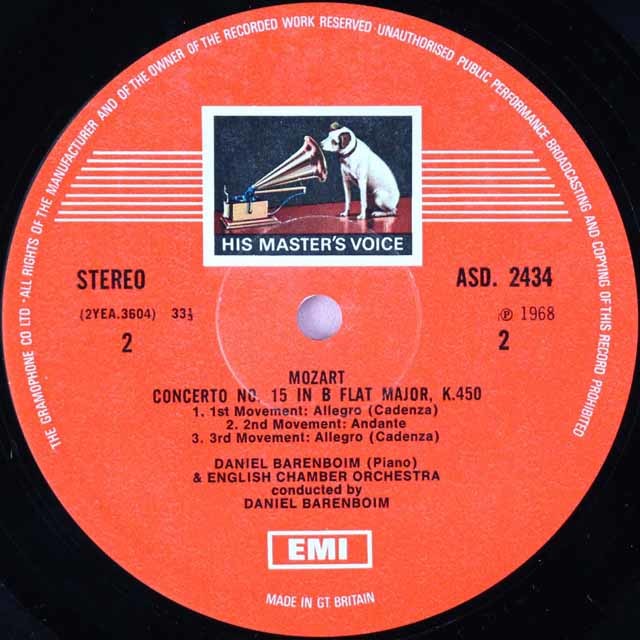 THE GRAMOPHONE CO LTD · ALL RIGHTS OF THE MANUFACTURER AND OF THE OWNER OF THE RECORDED WORK RESERVED · UNAUTHORISED PUBLIC PERFORMANCE BROADCASTING AND COPYING OF THIS RECORD PROHIBITED
HIS MASTER'S VOICE
STEREO
ASD. 2434
(2YEA.3604) 33⅓
℗ 1968
2
2
MOZART
CONCERTO NO. 15 IN B FLAT MAJOR, K.450
1. 1st Movement: Allegro (Cadenza)
2. 2nd Movement: Andante
3. 3rd Movement: Allegro (Cadenza)
DANIEL BARENBOIM (Piano)
& ENGLISH CHAMBER ORCHESTRA
conducted by
DANIEL BARENBOIM
EMI
MADE IN GT. BRITAIN